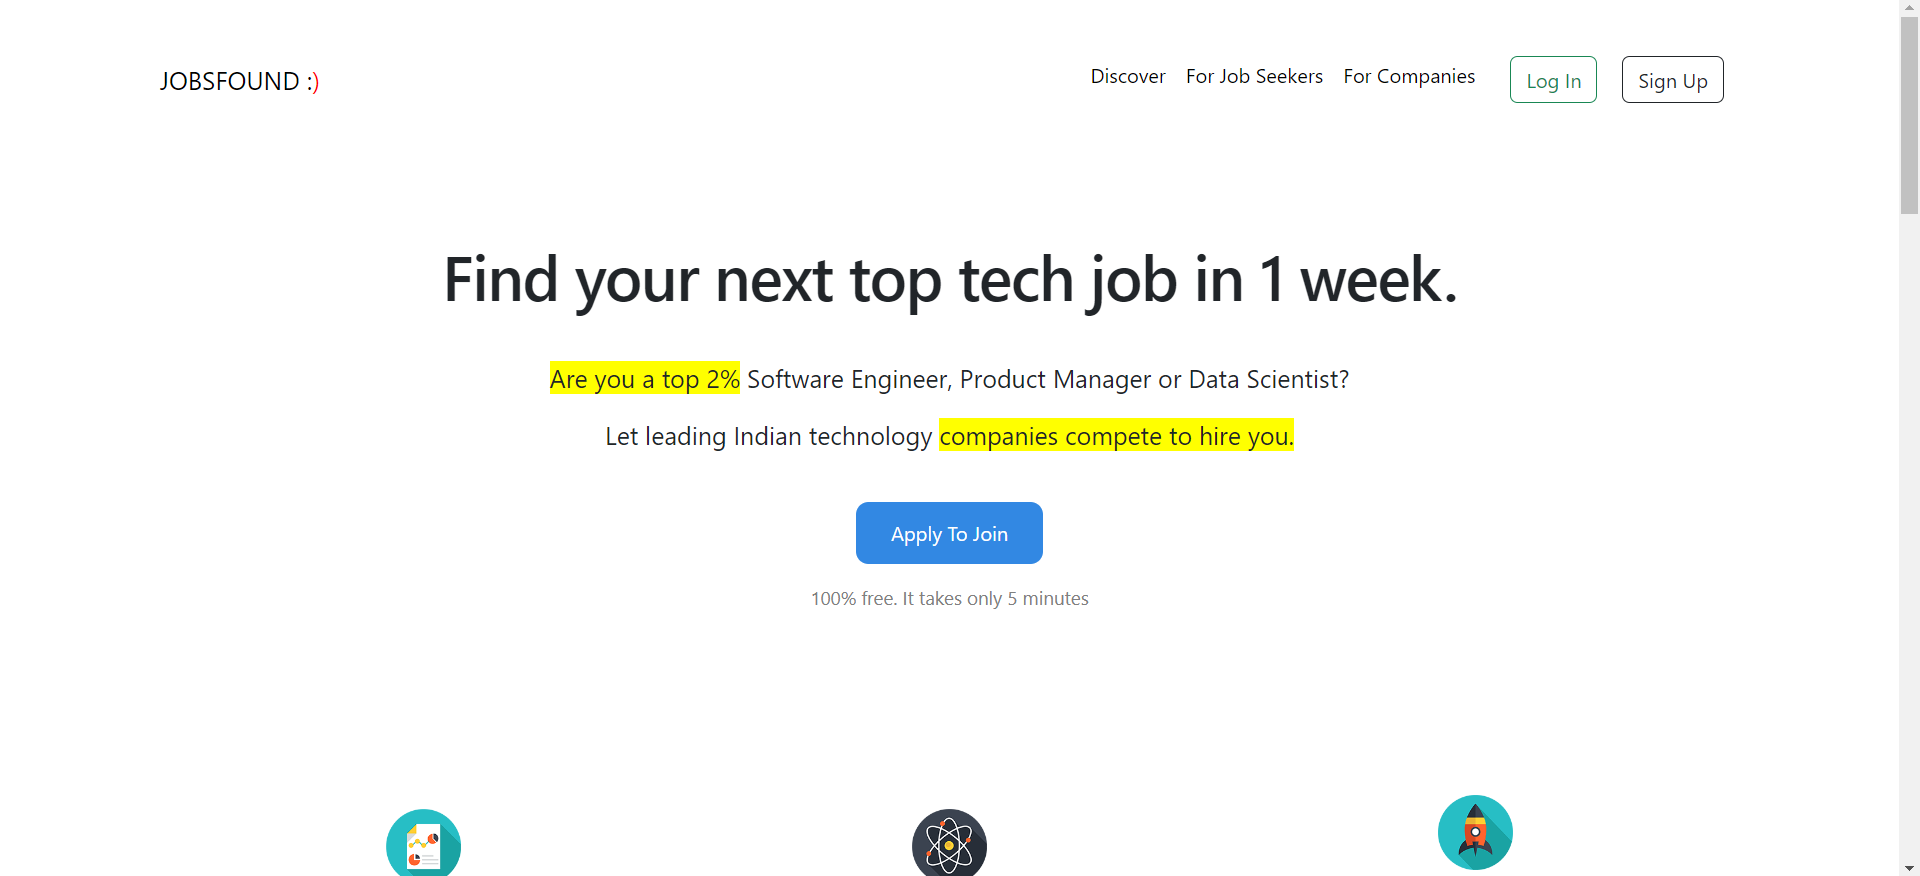 JOBSFOUND :)
Discover For Job Seekers For Companies Log In Sign Up
Find your next top tech job in 1 week.
Are you a top 2% Software Engineer, Product Manager or Data Scientist?
Let leading Indian technology companies compete to hire you.
Apply To Join
100% free. It takes only 5 minutes